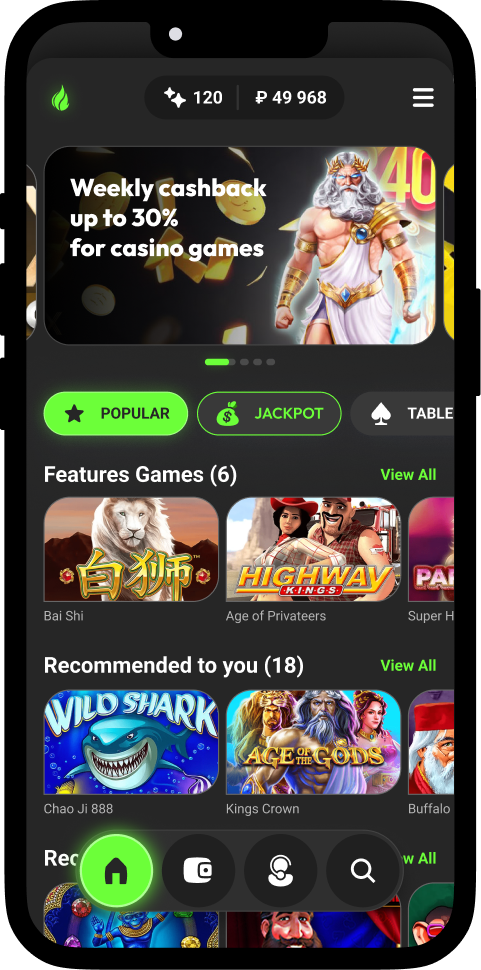 120
₽ 49 968
Weekly cashback
40
up to 30%
for casino games
POPULAR
JACKPOT
TABLE
Features Games (6)
View All
白狮™
HIGHWAY
KINGS
PA
Bai Shi
Age of Privateers
Super H
Recommended to you (18)
View All
WILD SHARK
AGE OF THE GODS
Chao Ji 888
Kings Crown
Buffalo
Rec
w All